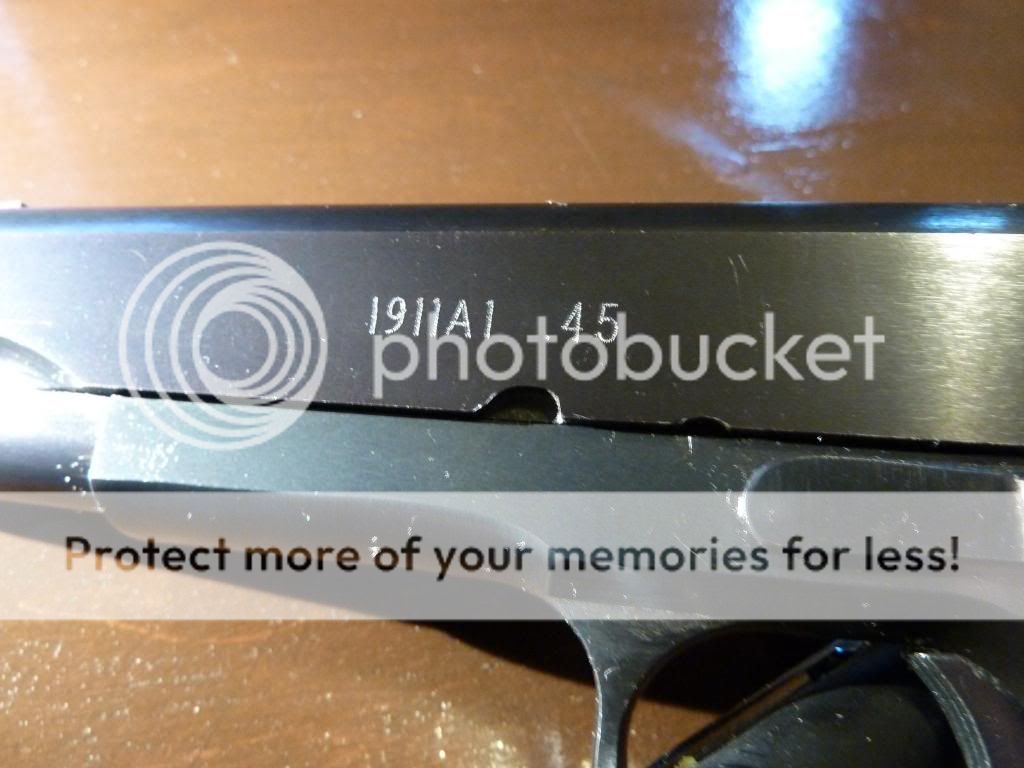 1911A1 45
photobucket
Protect more of your memories for less!